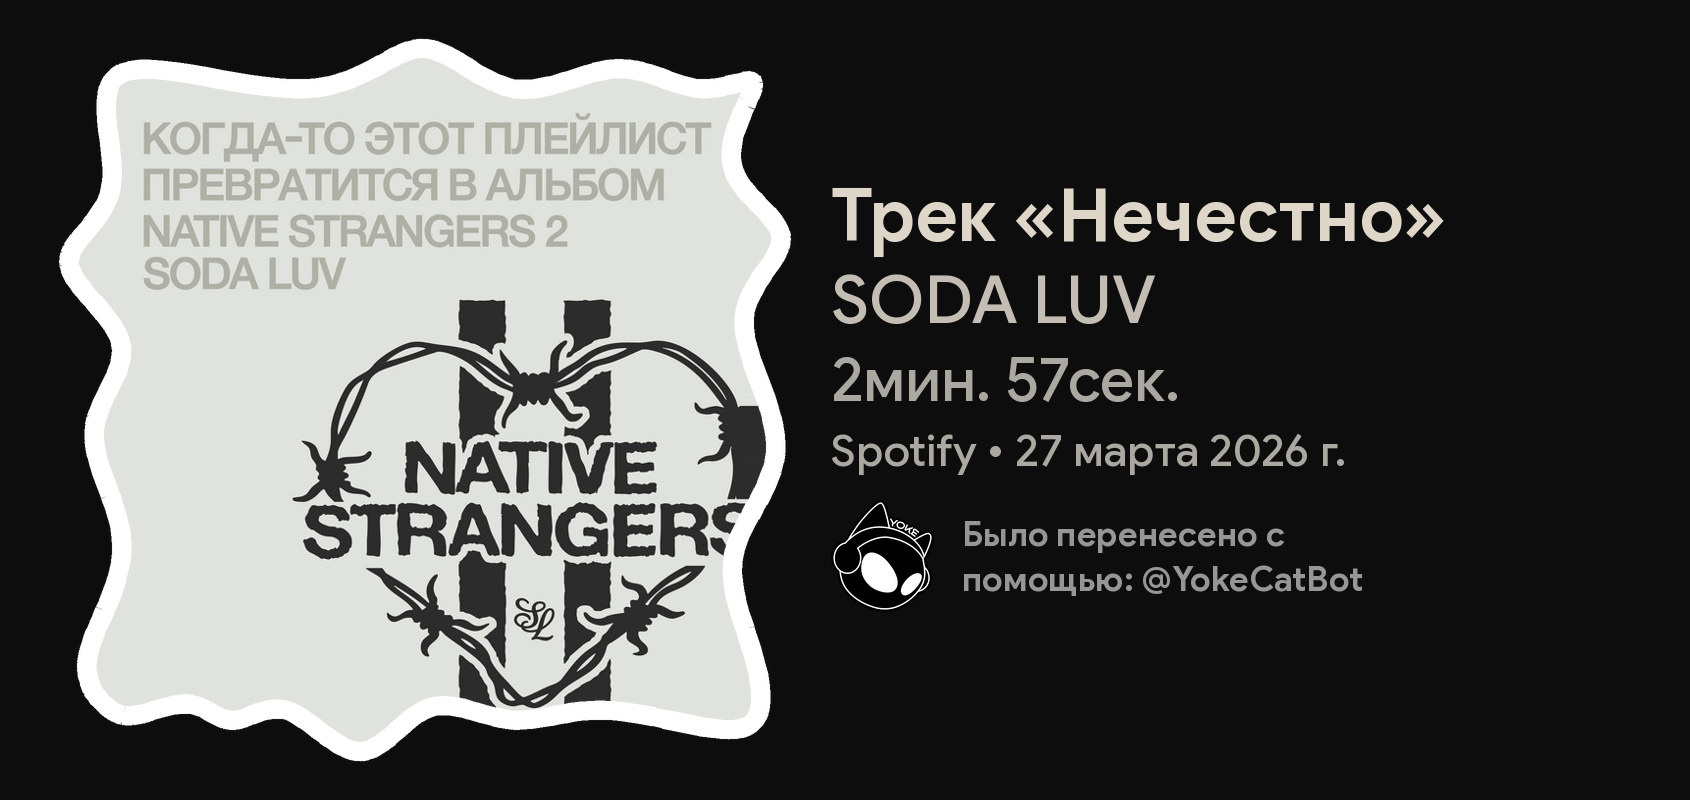 КОГДА-ТО ЭТОТ ПЛЕЙЛИСТ
ПРЕВРАТИТСЯ В АЛЬБОМ
NATIVE STRANGERS 2
SODA LUV
NATIVE
STRANGERS
SL
Трек «Нечестно»
SODA LUV
2мин. 57сек.
Spotify • 27 марта 2026 г.
YOKE
Было перенесено с
помощью: @YokeCatBot